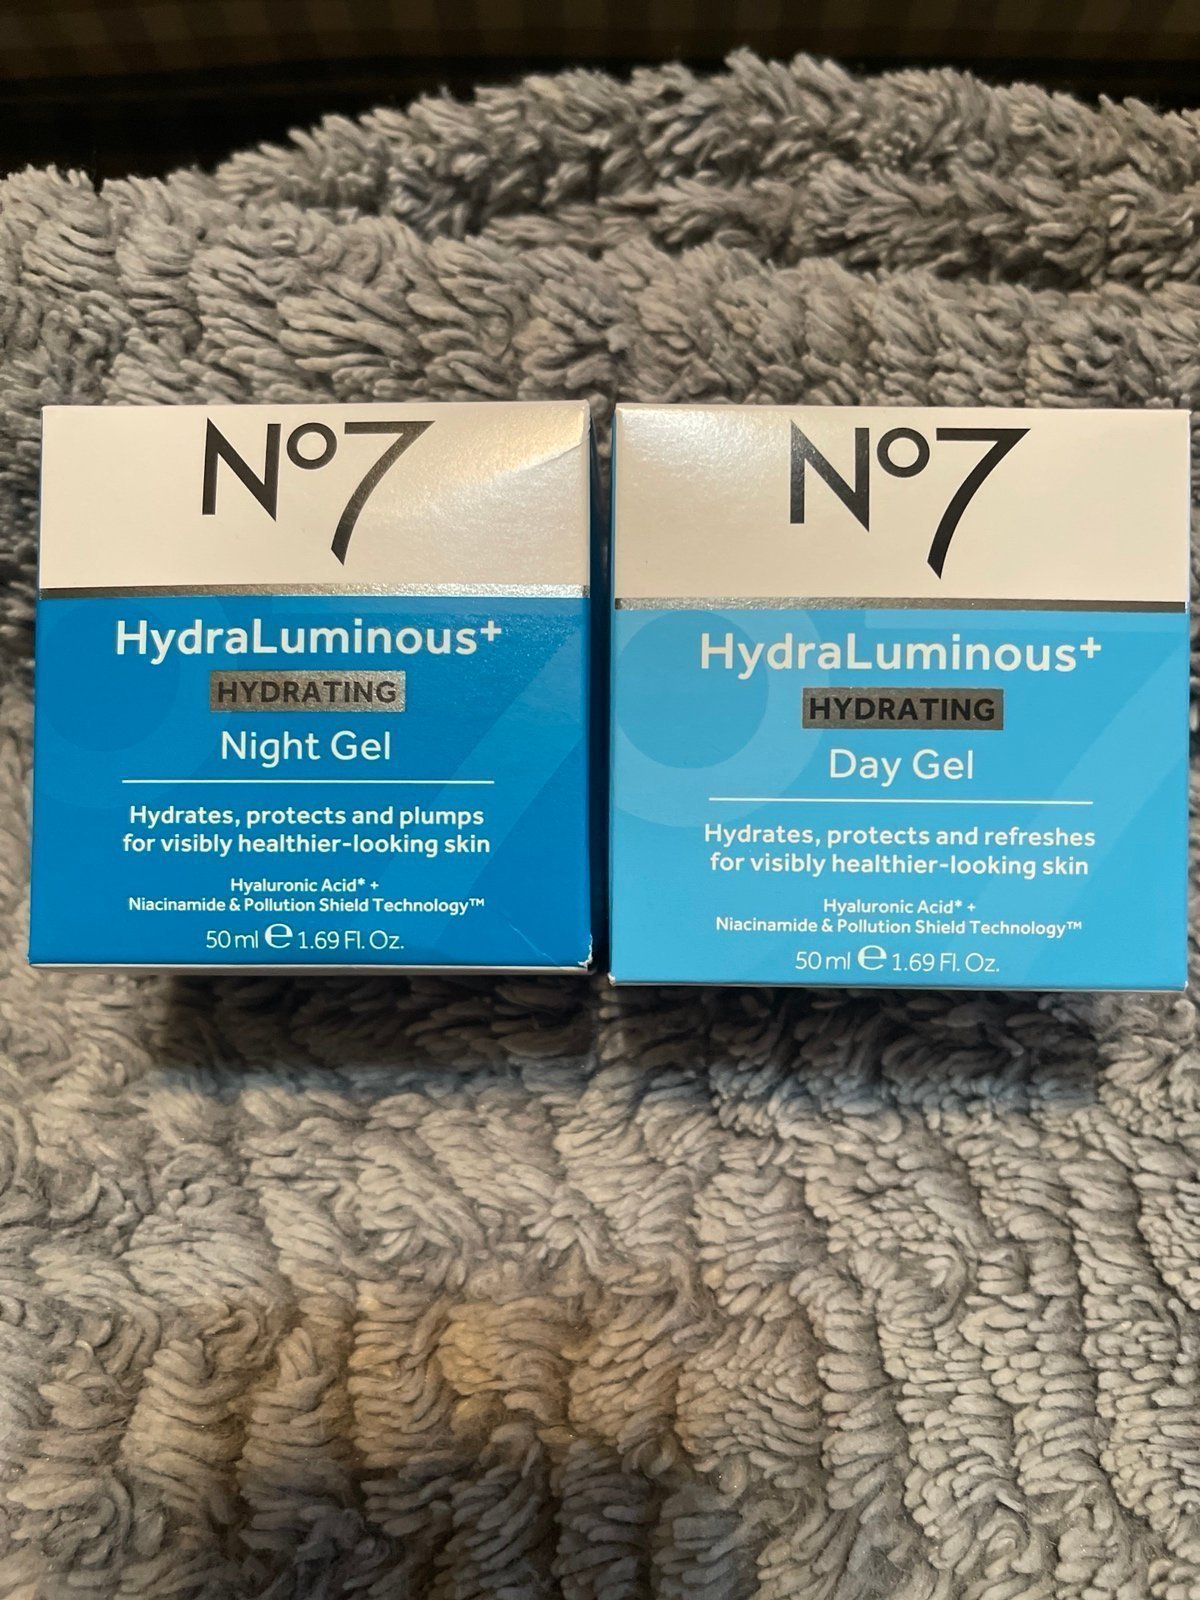 No7
HydraLuminous+
HYDRATING
Night Gel
Hydrates, protects and plumps
for visibly healthier-looking skin
Hyaluronic Acid* +
Niacinamide & Pollution Shield Technology™
50 ml ℮ 1.69 Fl. Oz.
No7
HydraLuminous+
HYDRATING
Day Gel
Hydrates, protects and refreshes
for visibly healthier-looking skin
Hyaluronic Acid* +
Niacinamide & Pollution Shield Technology™
50 ml ℮ 1.69 Fl. Oz.